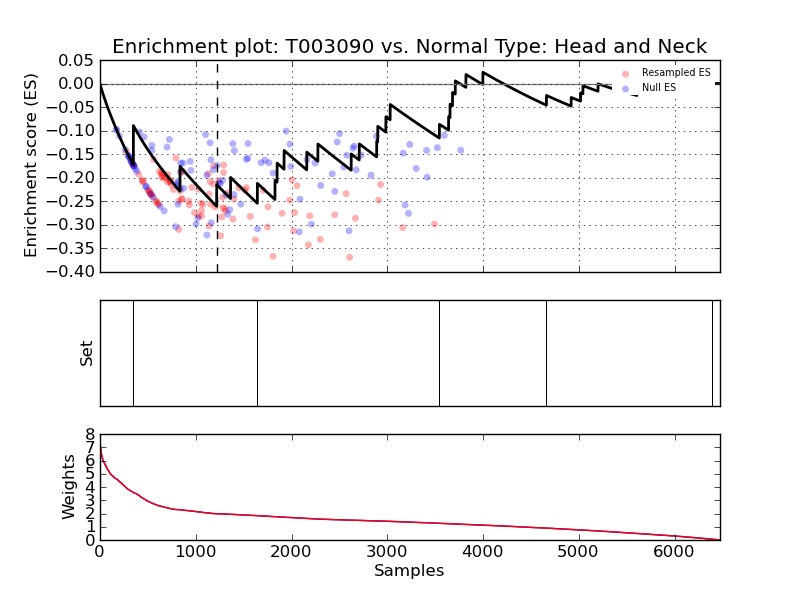 Enrichment plot: T003090 vs. Normal Type: Head and Neck
Enrichment score (ES)
0.05
0.00
−0.05
−0.10
−0.15
−0.20
−0.25
−0.30
−0.35
−0.40
Resampled ES
Null ES
Set
Weights
8
7
6
5
4
3
2
1
0
0 1000 2000 3000 4000 5000 6000
Samples